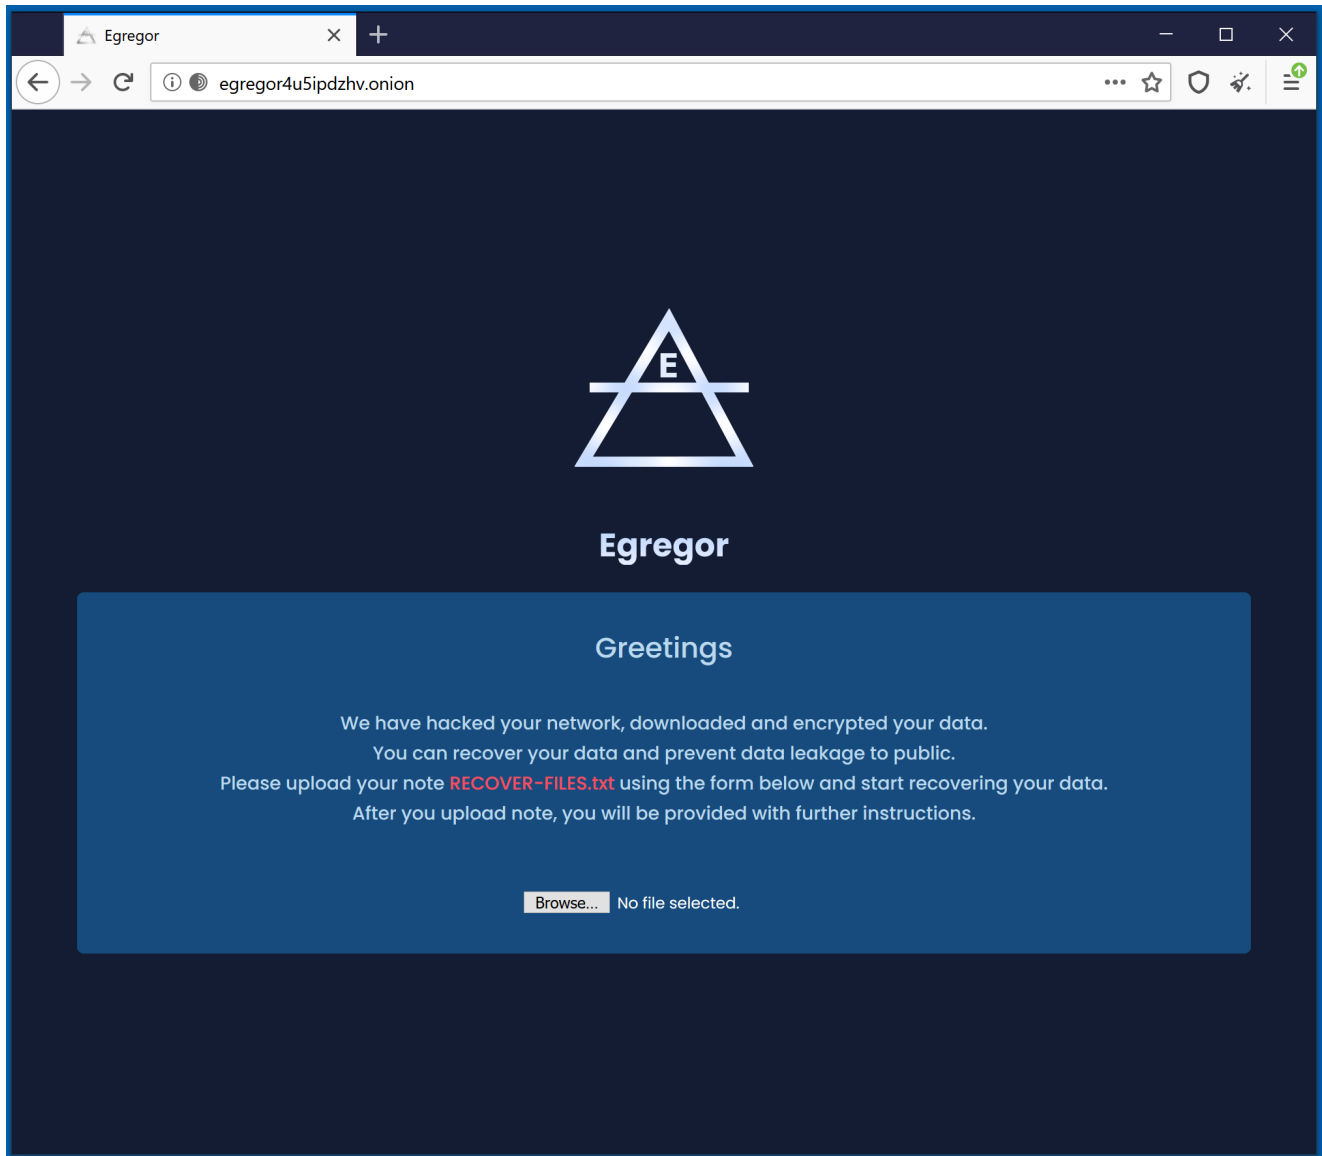 Egregor
egregor4u5ipdzhv.onion
E
Egregor
Greetings
We have hacked your network, downloaded and encrypted your data.
You can recover your data and prevent data leakage to public.
Please upload your note RECOVER-FILES.txt using the form below and start recovering your data.
After you upload note, you will be provided with further instructions.
Browse... No file selected.